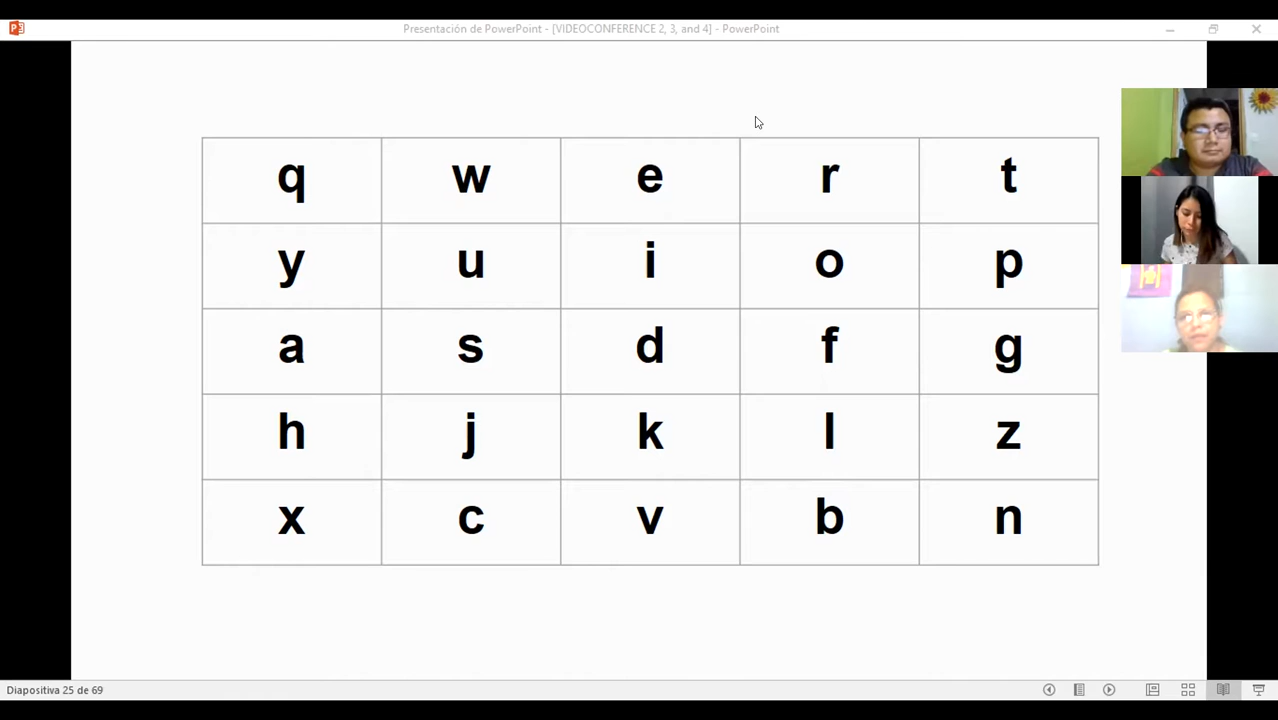 Presentación de PowerPoint - [VIDEOCONFERENCE 2, 3, and 4] - PowerPoint
q w e r t
y u i o p
a s d f g
h j k l z
x c v b n
Diapositiva 25 de 69